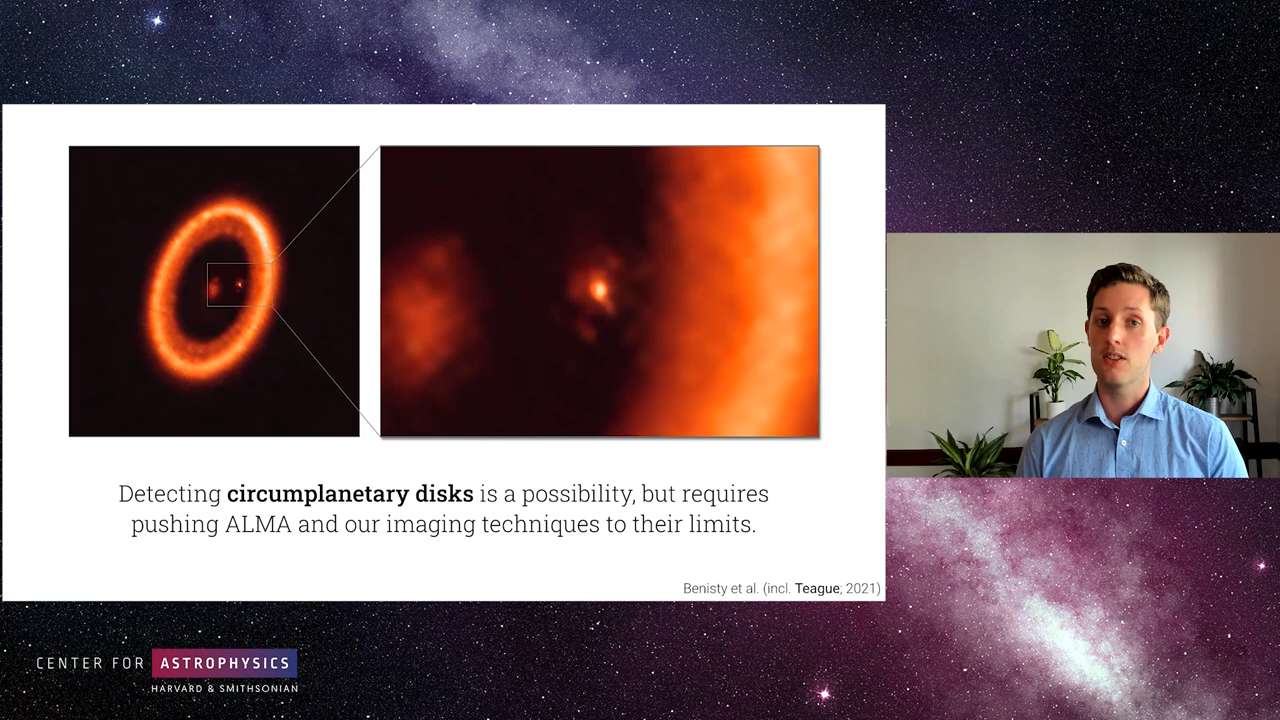 Detecting circumplanetary disks is a possibility, but requires
pushing ALMA and our imaging techniques to their limits.
Benisty et al. (incl. Teague; 2021)
CENTER FOR ASTROPHYSICS
HARVARD & SMITHSONIAN